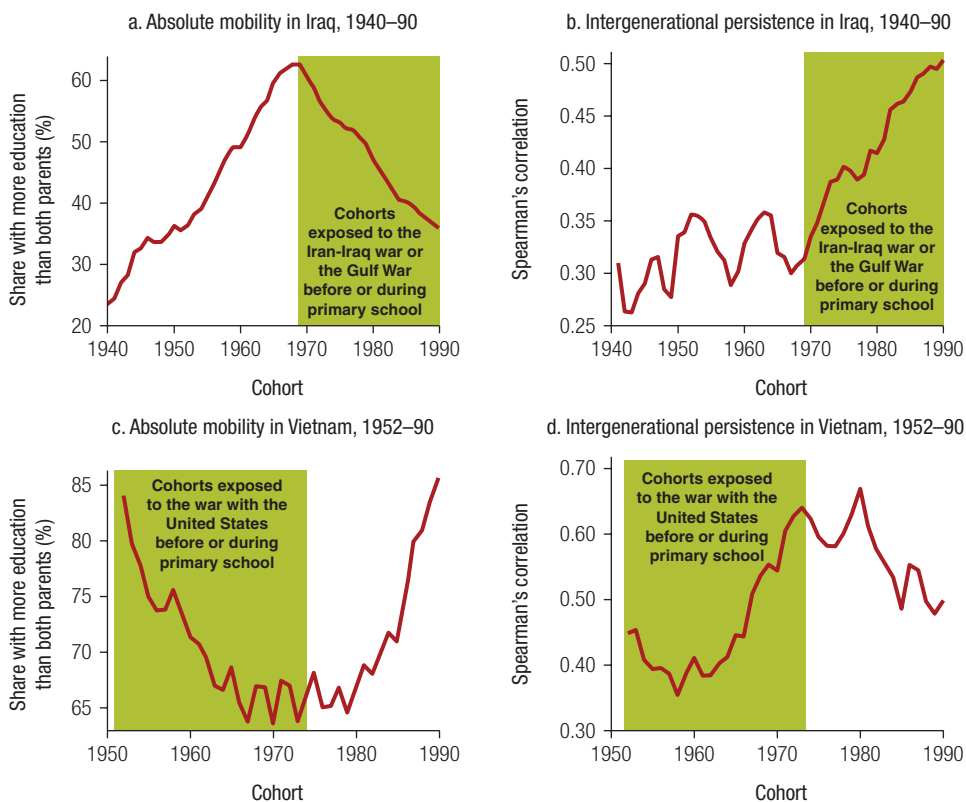 a. Absolute mobility in Iraq, 1940–90
Share with more education
than both parents (%)
60
50
40
30
20
Cohorts
exposed to the
Iran-Iraq war or
the Gulf War
before or during
primary school
1940
1950
1960
1970
1980
1990
Cohort
b. Intergenerational persistence in Iraq, 1940–90
Spearman's correlation
0.50
0.45
0.40
0.35
0.30
0.25
Cohorts
exposed to the
Iran-Iraq war or
the Gulf War
before or during
primary school
1940
1950
1960
1970
1980
1990
Cohort
c. Absolute mobility in Vietnam, 1952–90
Share with more education
than both parents (%)
85
80
75
70
65
Cohorts exposed
to the war with the
United States
before or during
primary school
1950
1960
1970
1980
1990
Cohort
d. Intergenerational persistence in Vietnam, 1952–90
Spearman's correlation
0.70
0.60
0.50
0.40
0.30
Cohorts exposed
to the war with the
United States
before or during
primary school
1950
1960
1970
1980
1990
Cohort